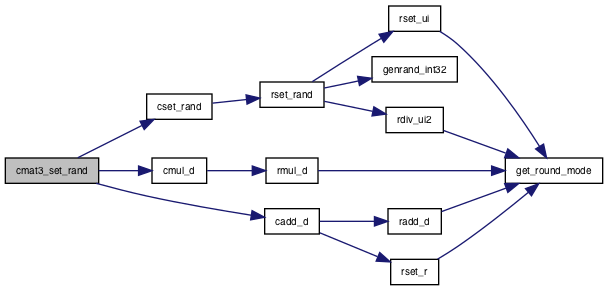 rset_ui
genrand_int32
rset_rand
cset_rand
rdiv_ui2
cmat3_set_rand
cmul_d
rmul_d
get_round_mode
cadd_d
radd_d
rset_r